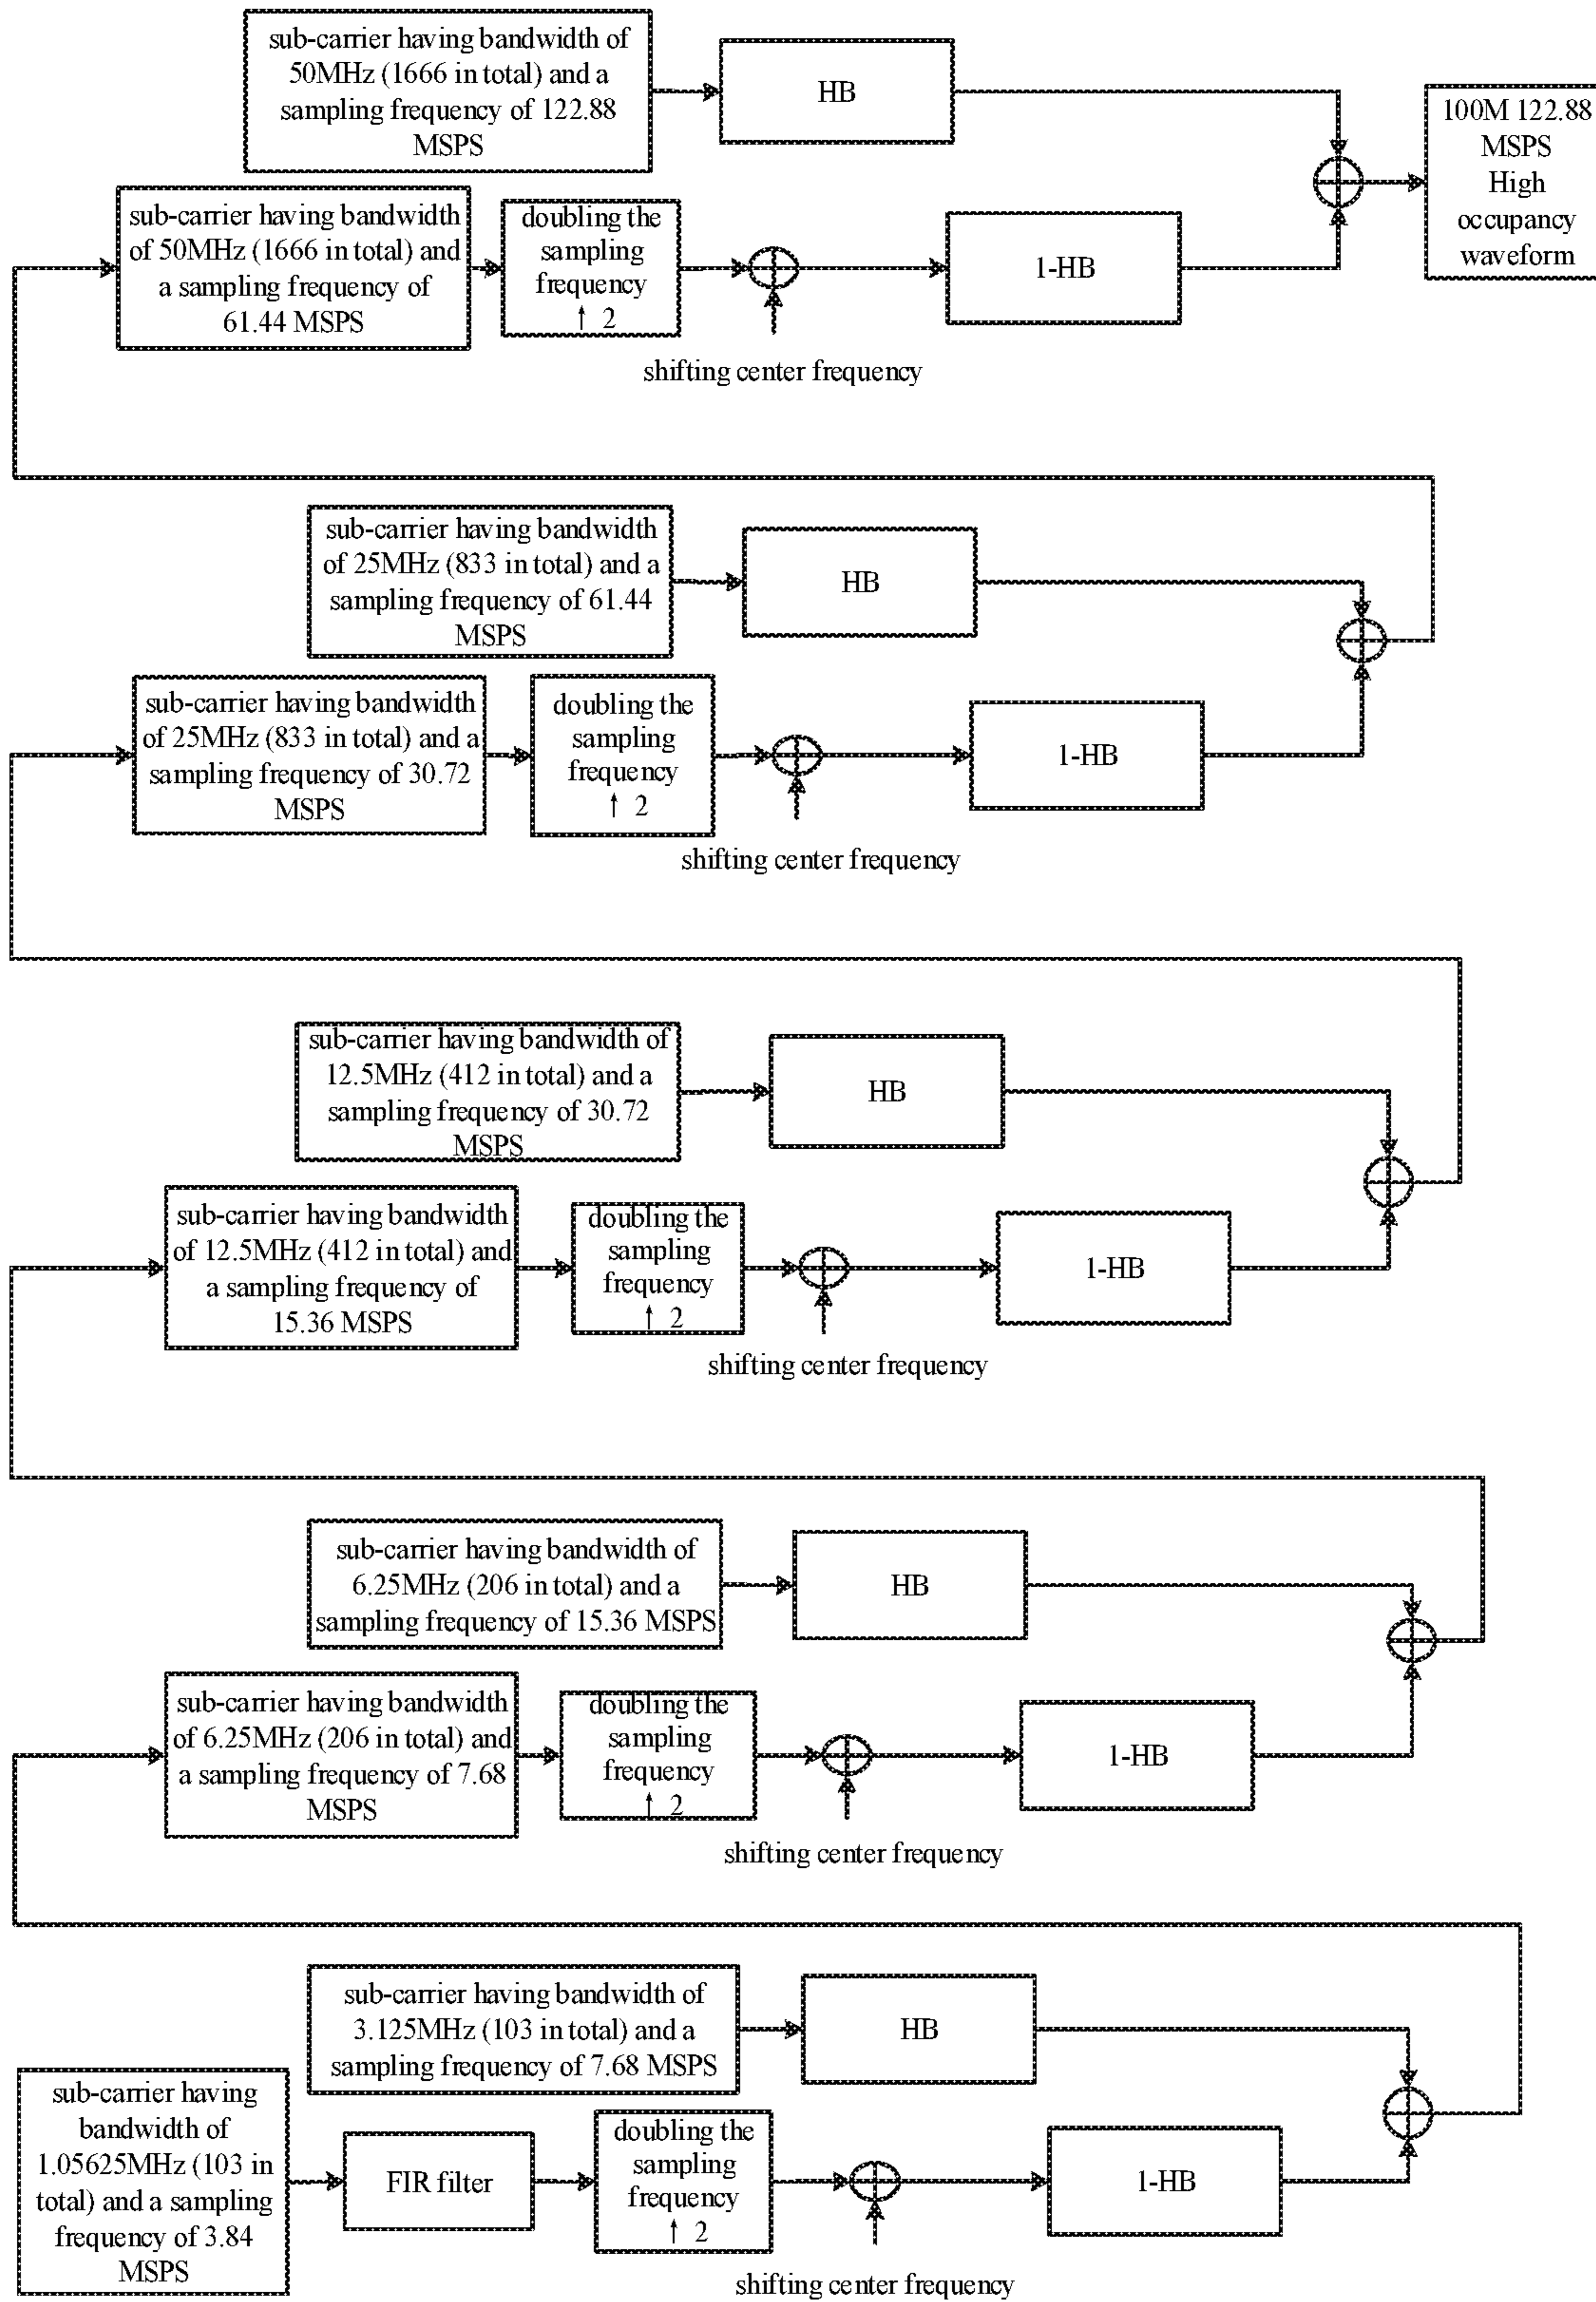 sub-carrier having bandwidth of
50MHz (1666 in total) and a
sampling frequency of 122.88
MSPS
HB
100M 122.88
MSPS
High
occupancy
waveform
sub-carrier having bandwidth
of 50MHz (1666 in total) and
a sampling frequency of
61.44 MSPS
doubling the
sampling
frequency
↑ 2
1-HB
shifting center frequency
sub-carrier having bandwidth
of 25MHz (833 in total) and a
sampling frequency of 61.44
MSPS
HB
sub-carrier having bandwidth
of 25MHz (833 in total) and a
sampling frequency of 30.72
MSPS
doubling the
sampling
frequency
↑ 2
1-HB
shifting center frequency
sub-carrier having bandwidth of
12.5MHz (412 in total) and a
sampling frequency of 30.72
MSPS
HB
sub-carrier having bandwidth
of 12.5MHz (412 in total) and
a sampling frequency of
15.36 MSPS
doubling the
sampling
frequency
↑ 2
1-HB
shifting center frequency
sub-carrier having bandwidth of
6.25MHz (206 in total) and a
sampling frequency of 15.36 MSPS
HB
sub-carrier having bandwidth
of 6.25MHz (206 in total) and
a sampling frequency of 7.68
MSPS
doubling the
sampling
frequency
↑ 2
1-HB
shifting center frequency
sub-carrier having bandwidth of
3.125MHz (103 in total) and a
sampling frequency of 7.68 MSPS
HB
sub-carrier having
bandwidth of
1.05625MHz (103 in
total) and a sampling
frequency of 3.84
MSPS
FIR filter
doubling the
sampling
frequency
↑ 2
1-HB
shifting center frequency